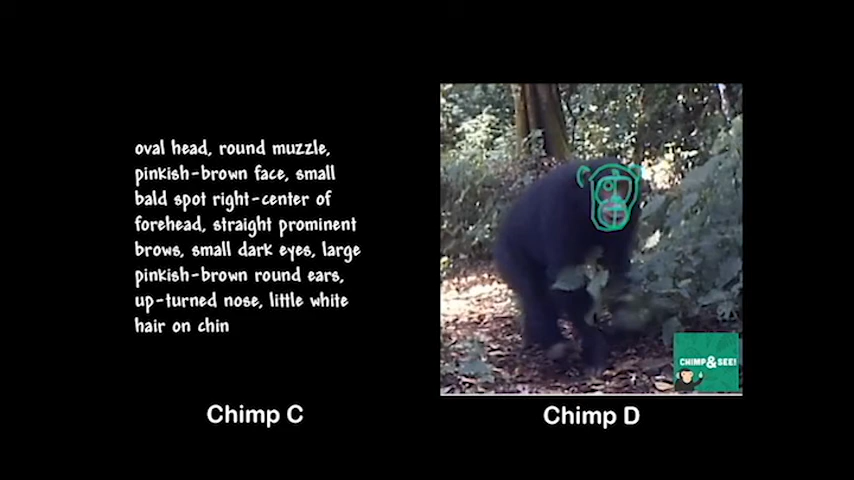 oval head, round muzzle,
pinkish-brown face, small
bald spot right-center of
forehead, straight prominent
brows, small dark eyes, large
pinkish-brown round ears,
up-turned nose, little white
hair on chin
CHIMP&SEE!
Chimp C
Chimp D